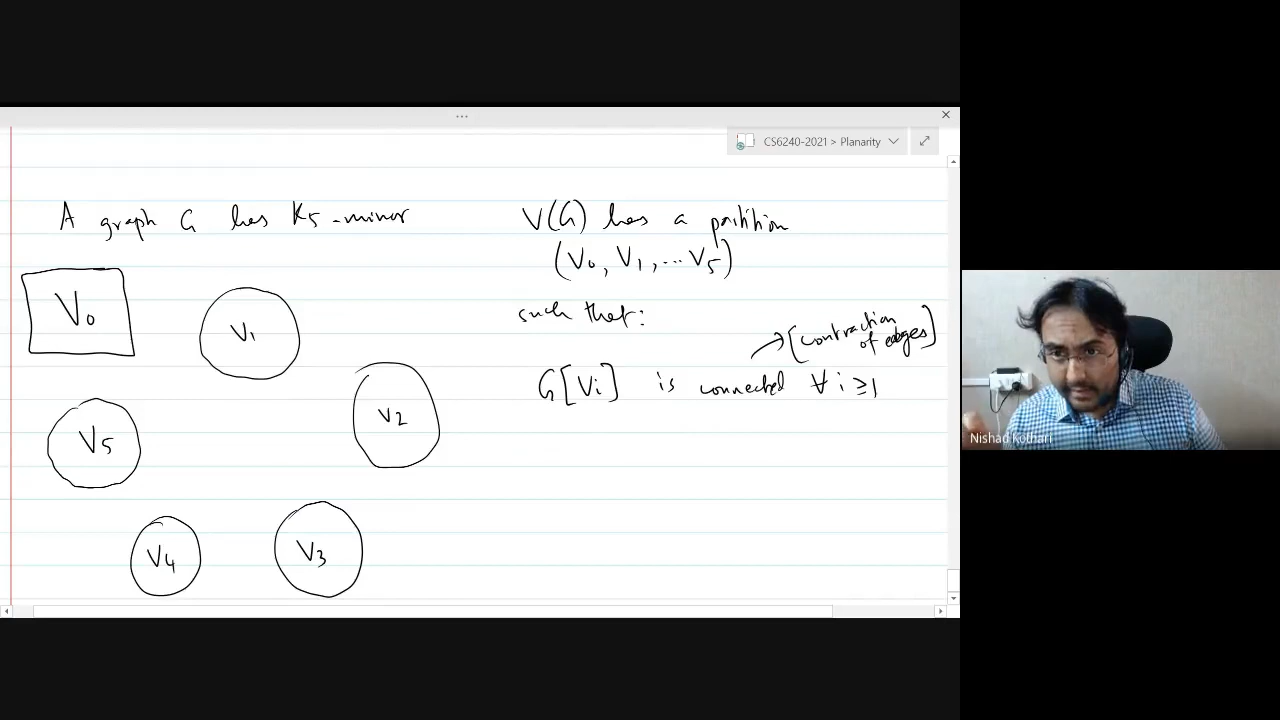 CS6240-2021 > Planarity
A graph G has K5-minor
V(G) has a partition
(V0, V1, ... V5)
such that:
[contraction of edges]
G[Vi] is connected ∀ i ≥ 1
V0
V1
V2
V5
V4
V3
Nishad Kothari